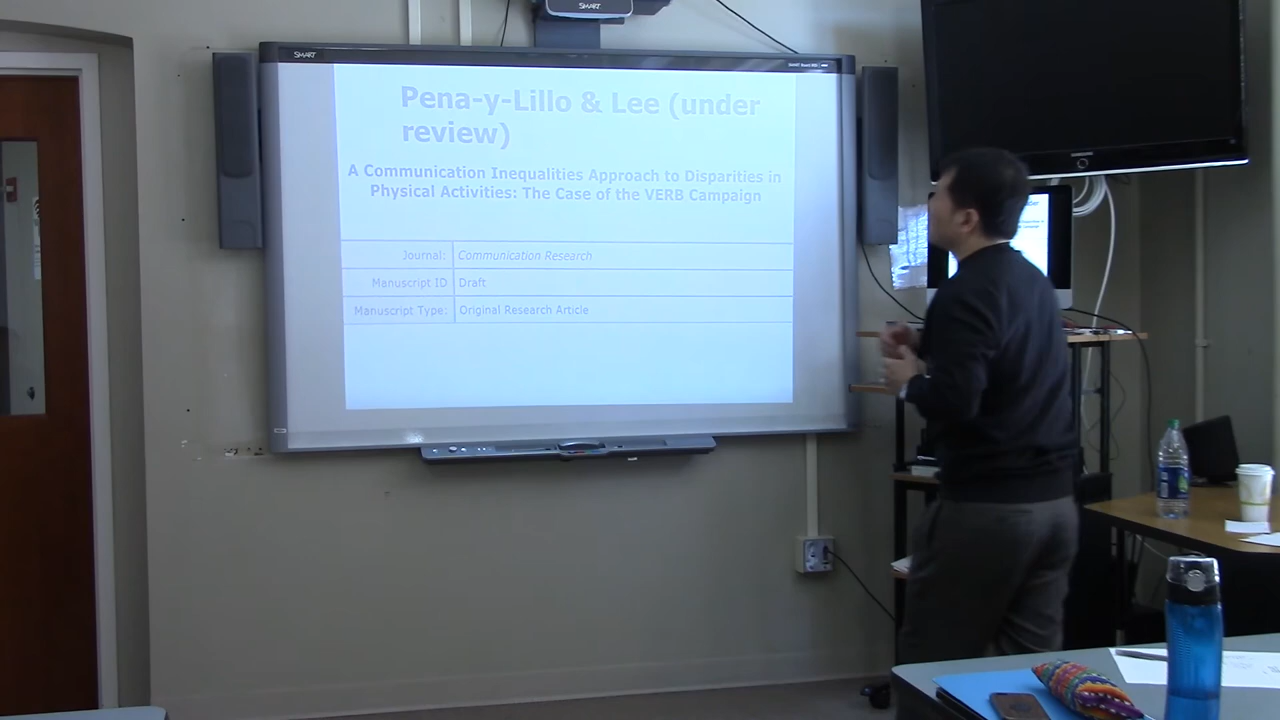 SMART
SMART
Pena-y-Lillo & Lee (under
review)
A Communication Inequalities Approach to Disparities in
Physical Activities: The Case of the VERB Campaign
Journal: Communication Research
Manuscript ID Draft
Manuscript Type: Original Research Article
SAMSUNG